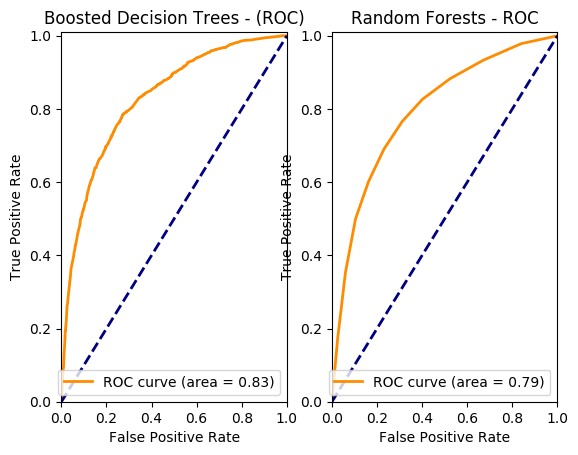 Boosted Decision Trees - (ROC)
1.0
0.8
0.6
0.4
0.2
0.0
True Positive Rate
ROC curve (area = 0.83)
0.0 0.2 0.4 0.6 0.8 1.0
False Positive Rate
Random Forests - ROC
1.0
0.8
0.6
0.4
0.2
0.0
True Positive Rate
ROC curve (area = 0.79)
0.0 0.2 0.4 0.6 0.8 1.0
False Positive Rate